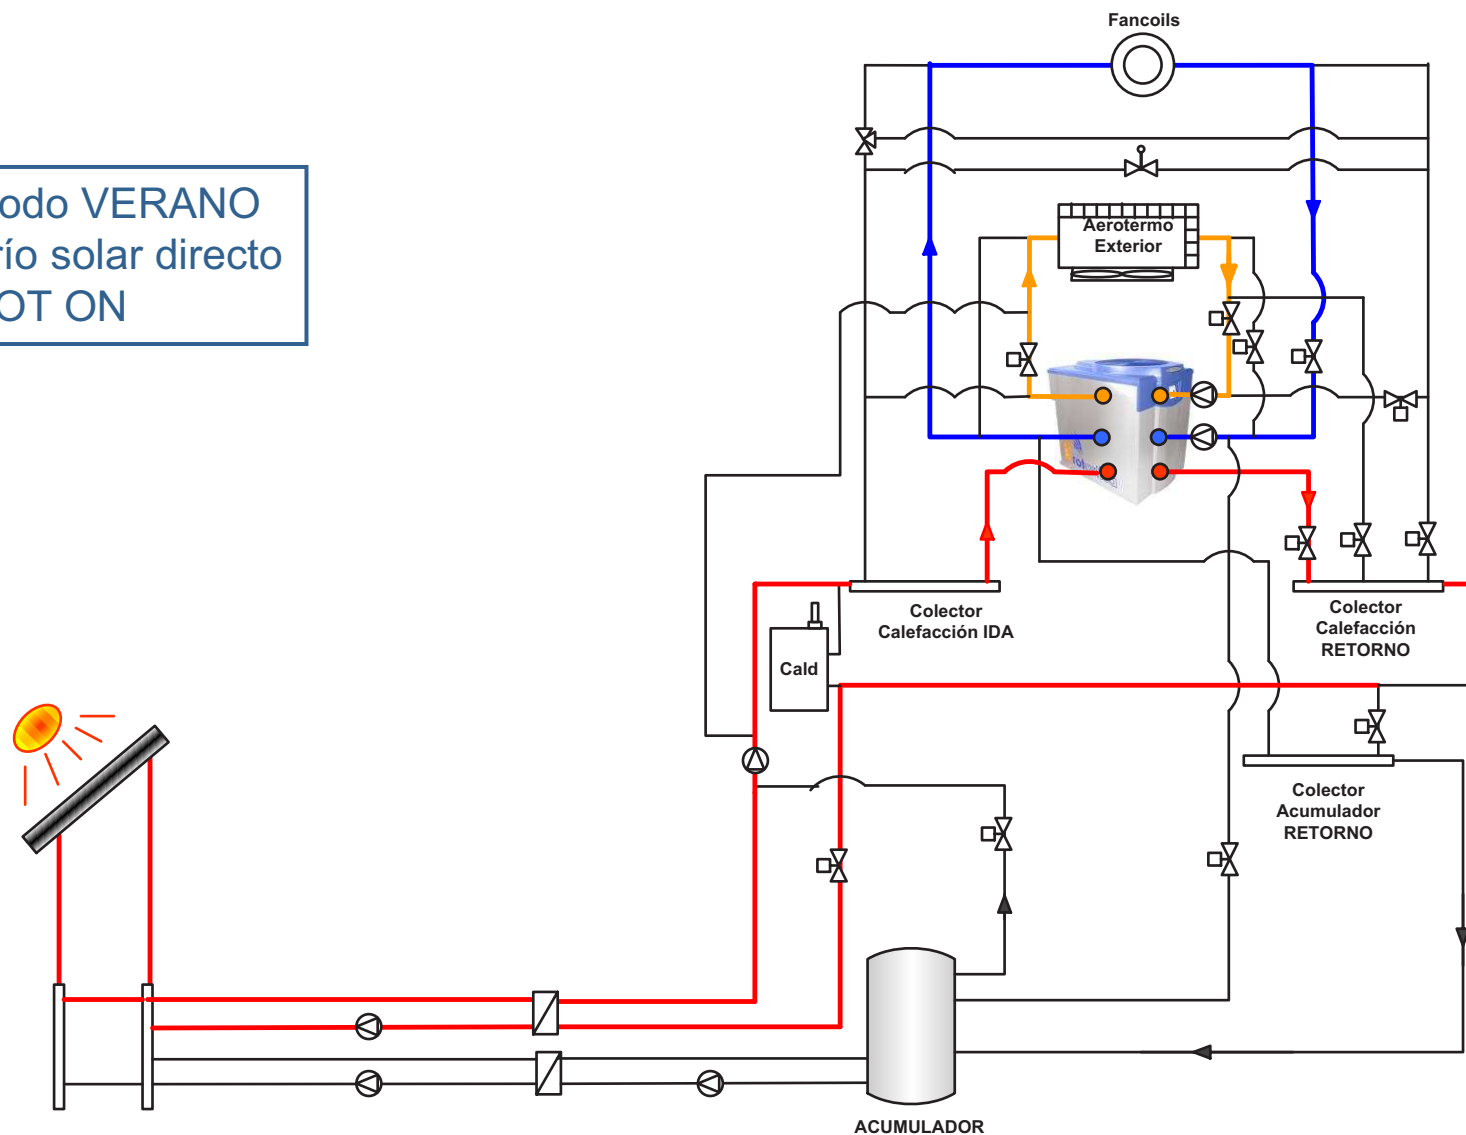 Fancoils
odo VERANO
río solar directo
OT ON
Aerotermo
Exterior
Colector
Calefacción IDA
Colector
Calefacción
RETORNO
Cald
Colector
Acumulador
RETORNO
ACUMULADOR